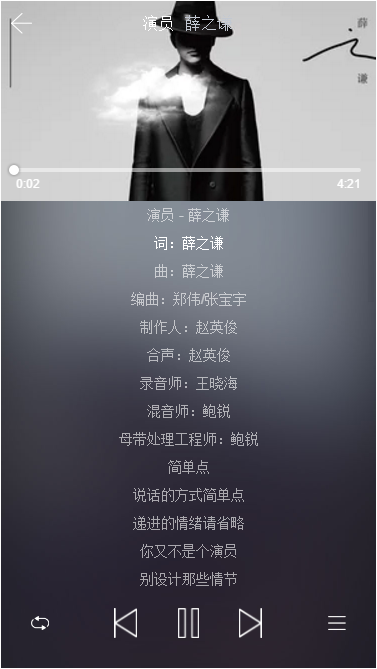 演员 薛之谦
薛
谦
0:02
4:21
演员 - 薛之谦
词：薛之谦
曲：薛之谦
编曲：郑伟/张宝宇
制作人：赵英俊
合声：赵英俊
录音师：王晓海
混音师：鲍锐
母带处理工程师：鲍锐
简单点
说话的方式简单点
递进的情绪请省略
你又不是个演员
别设计那些情节